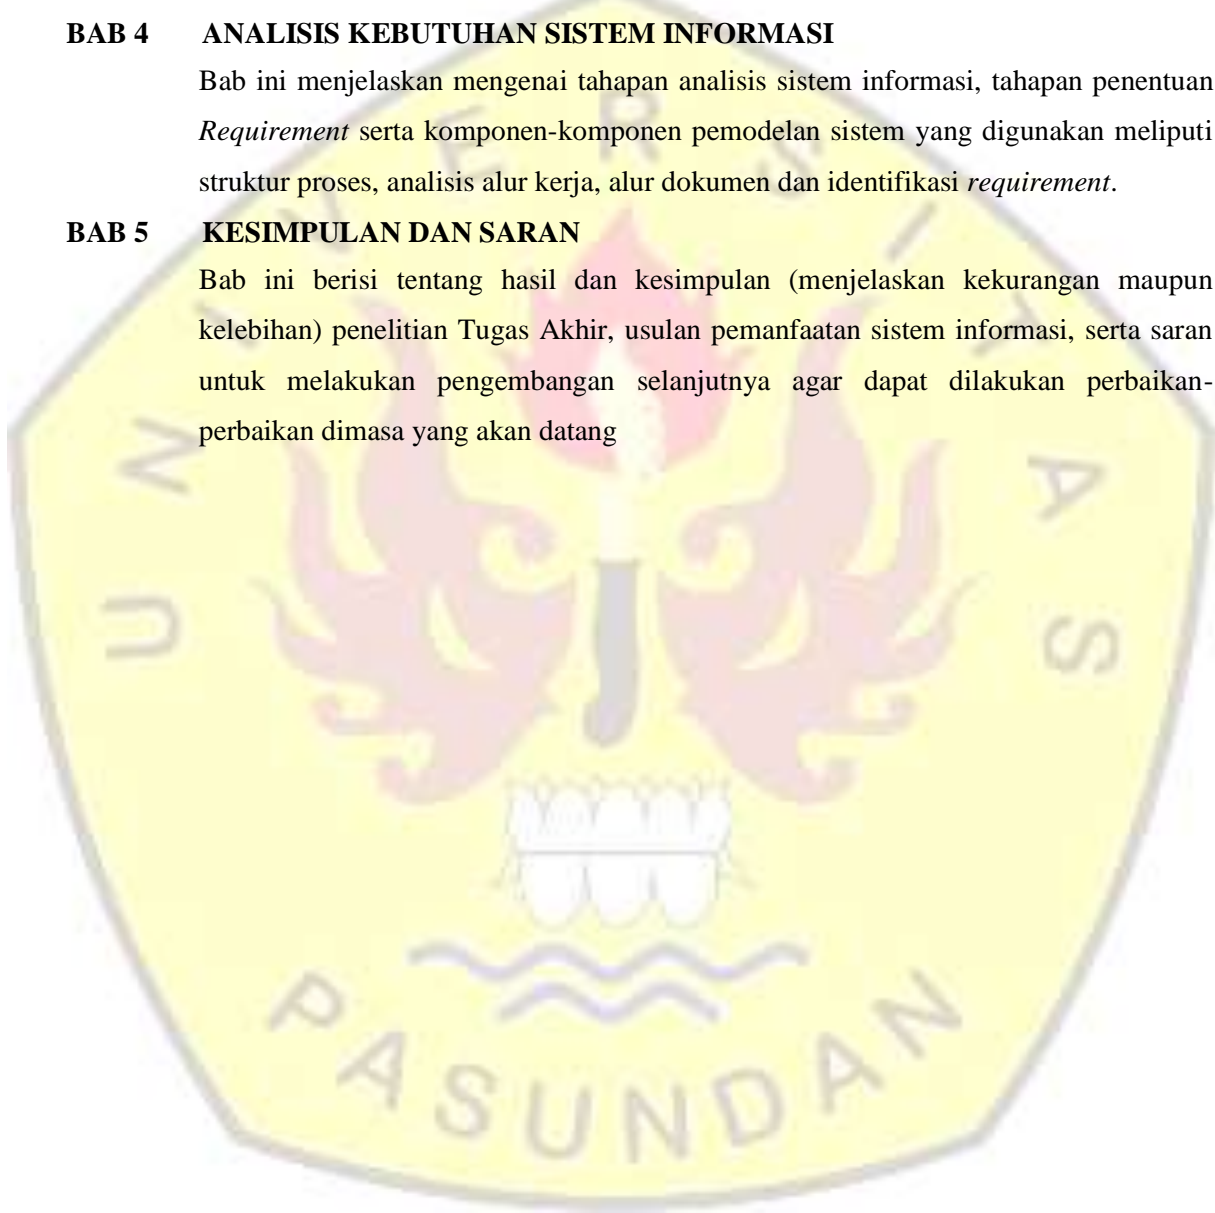 BAB 4 ANALISIS KEBUTUHAN SISTEM INFORMASI
Bab ini menjelaskan mengenai tahapan analisis sistem informasi, tahapan penentuan
Requirement serta komponen-komponen pemodelan sistem yang digunakan meliputi
struktur proses, analisis alur kerja, alur dokumen dan identifikasi requirement.
BAB 5 KESIMPULAN DAN SARAN
Bab ini berisi tentang hasil dan kesimpulan (menjelaskan kekurangan maupun
kelebihan) penelitian Tugas Akhir, usulan pemanfaatan sistem informasi, serta saran
untuk melakukan pengembangan selanjutnya agar dapat dilakukan perbaikan-
perbaikan dimasa yang akan datang
UNIVERSITAS
PASUNDAN